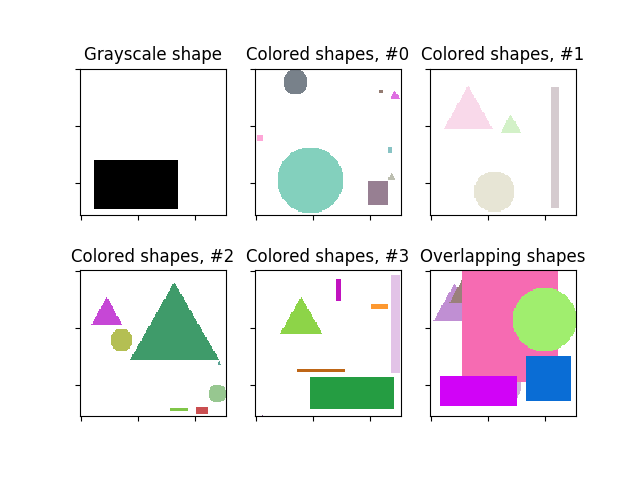 Grayscale shape
Colored shapes, #0
Colored shapes, #1
Colored shapes, #2
Colored shapes, #3
Overlapping shapes